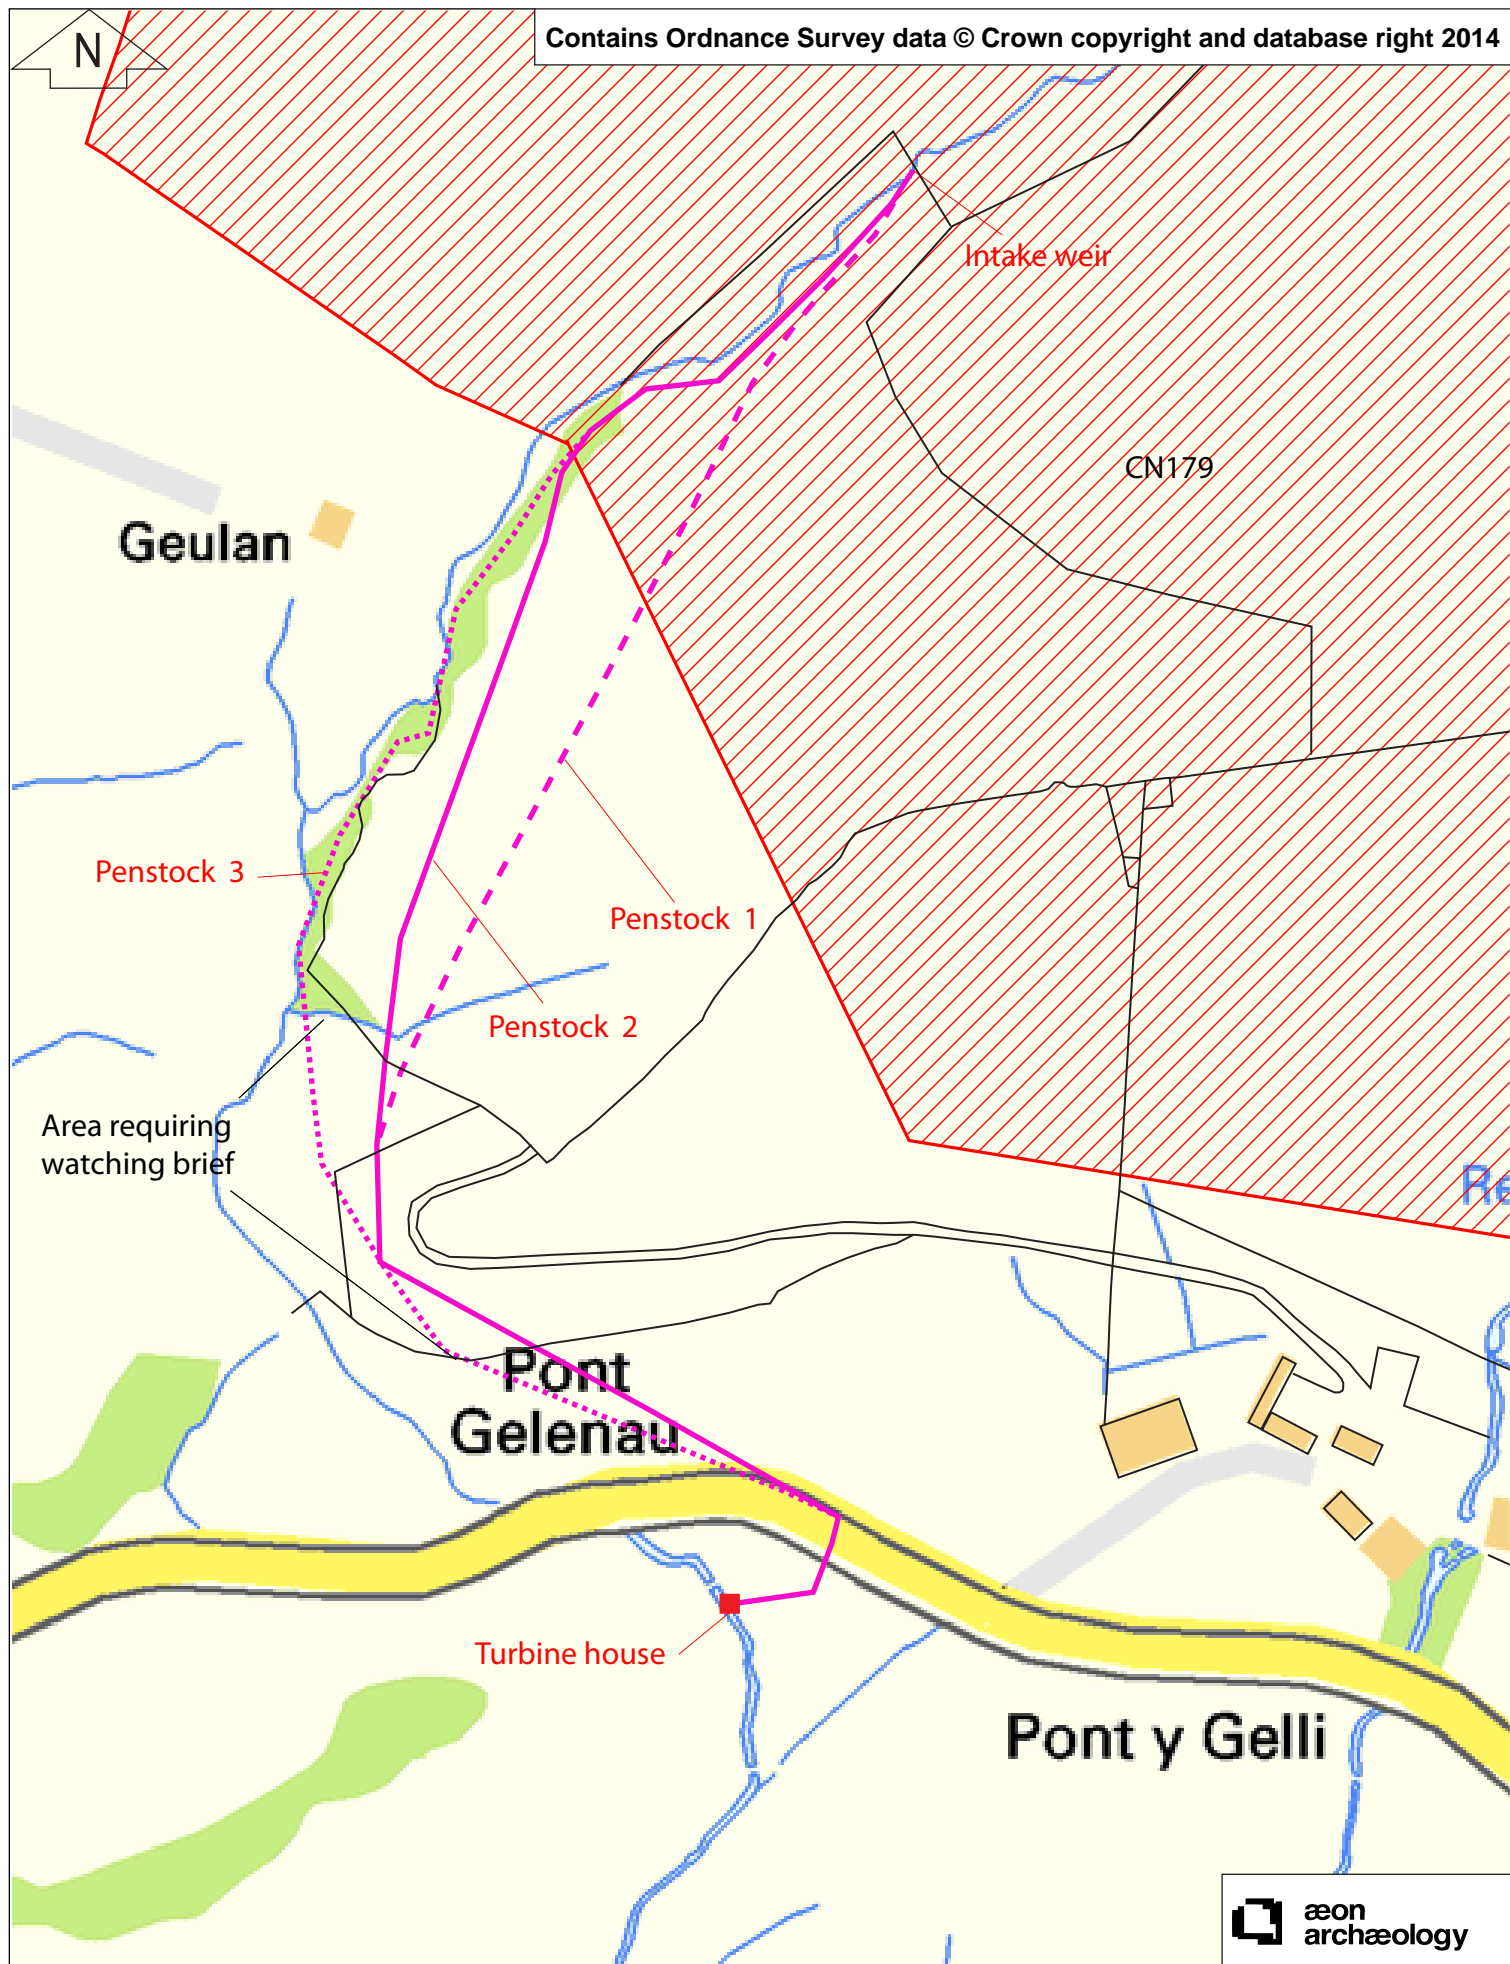 N
Contains Ordnance Survey data © Crown copyright and database right 2014
Intake weir
CN179
Geulan
Penstock 3
Penstock 1
Penstock 2
Area requiring
watching brief
Re
Pont
Gelenau
Turbine house
Pont y Gelli
æon
archæology